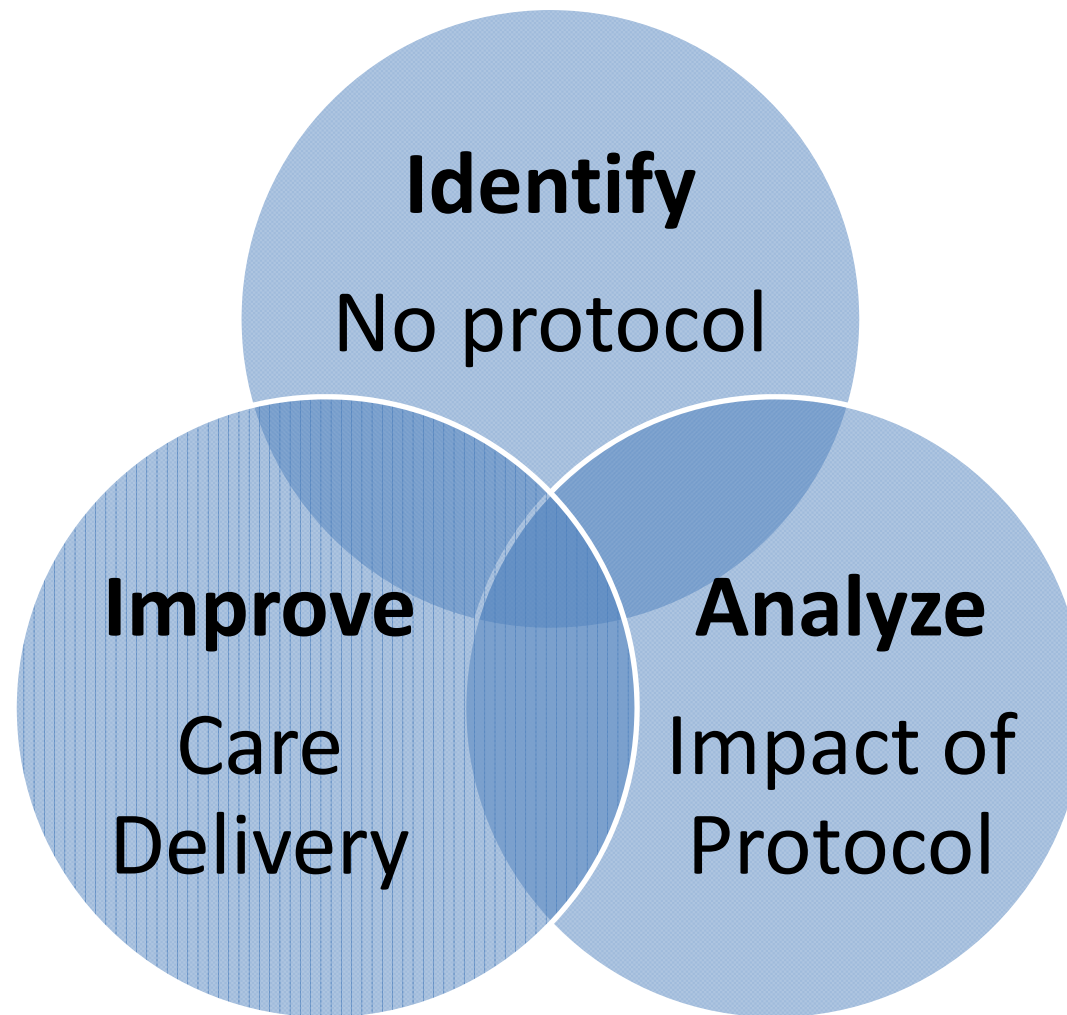 Identify
No protocol
Improve
Care
Delivery
Analyze
Impact of
Protocol